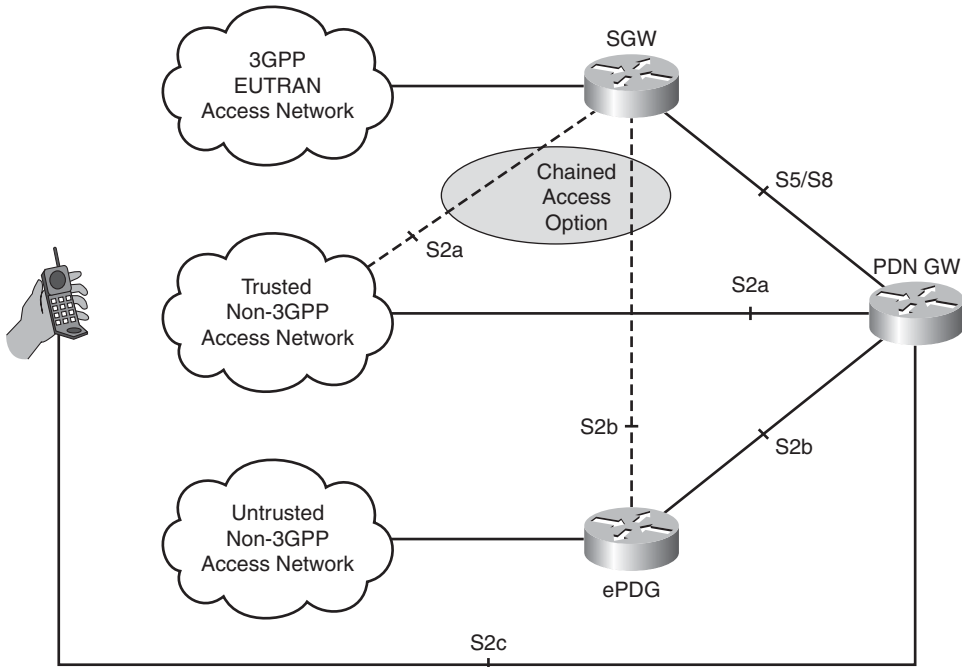 SGW
3GPP
EUTRAN
Access Network
Chained
Access
Option
S5/S8
S2a
PDN GW
Trusted
Non-3GPP
Access Network
S2a
S2b
S2b
Untrusted
Non-3GPP
Access Network
ePDG
S2c